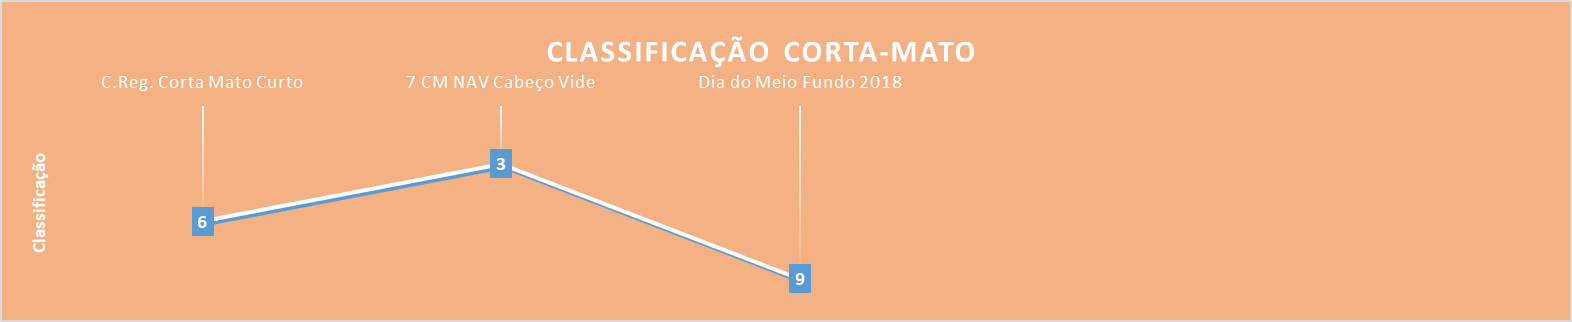 CLASSIFICAÇÃO CORTA-MATO
C.Reg. Corta Mato Curto
7 CM NAV Cabeço Vide
Dia do Meio Fundo 2018
Classificação
6
3
9